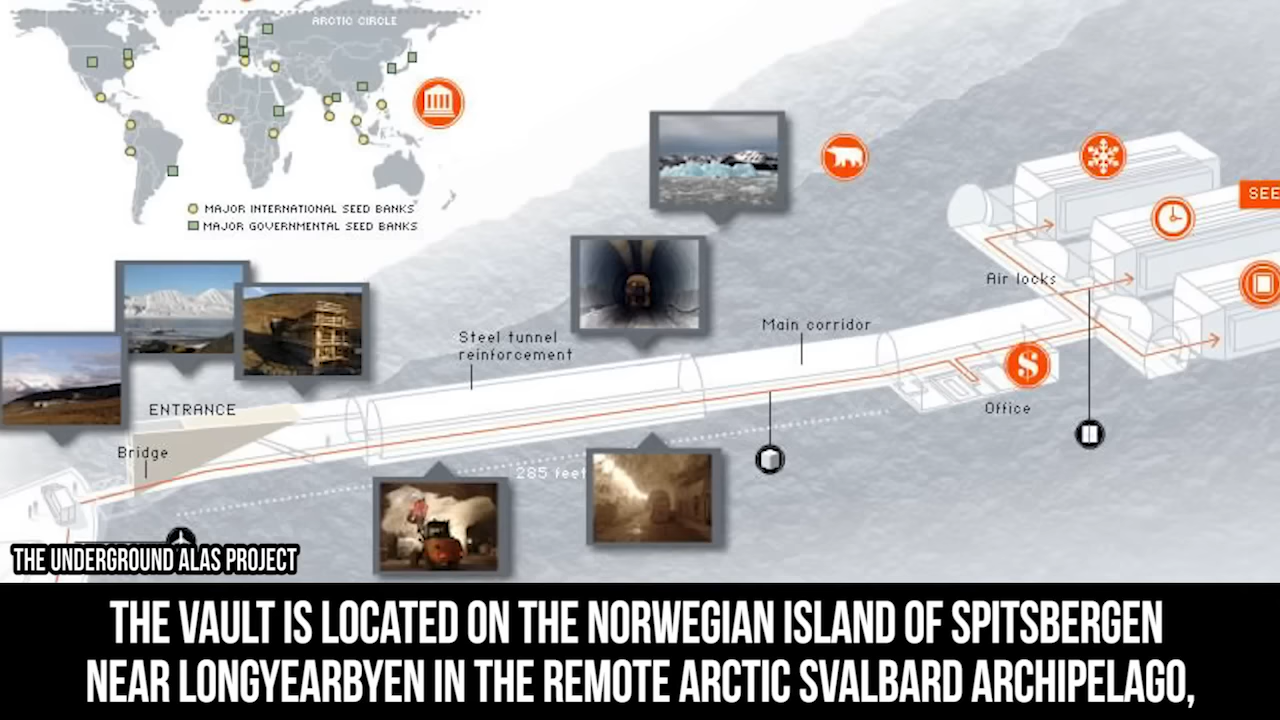 ARCTIC CIRCLE
MAJOR INTERNATIONAL SEED BANKS
MAJOR GOVERNMENTAL SEED BANKS
SEE
Air locks
Main corridor
Steel tunnel
reinforcement
$
Office
ENTRANCE
Bridge
285 feet
THE UNDERGROUND ALAS PROJECT
THE VAULT IS LOCATED ON THE NORWEGIAN ISLAND OF SPITSBERGEN
NEAR LONGYEARBYEN IN THE REMOTE ARCTIC SVALBARD ARCHIPELAGO,